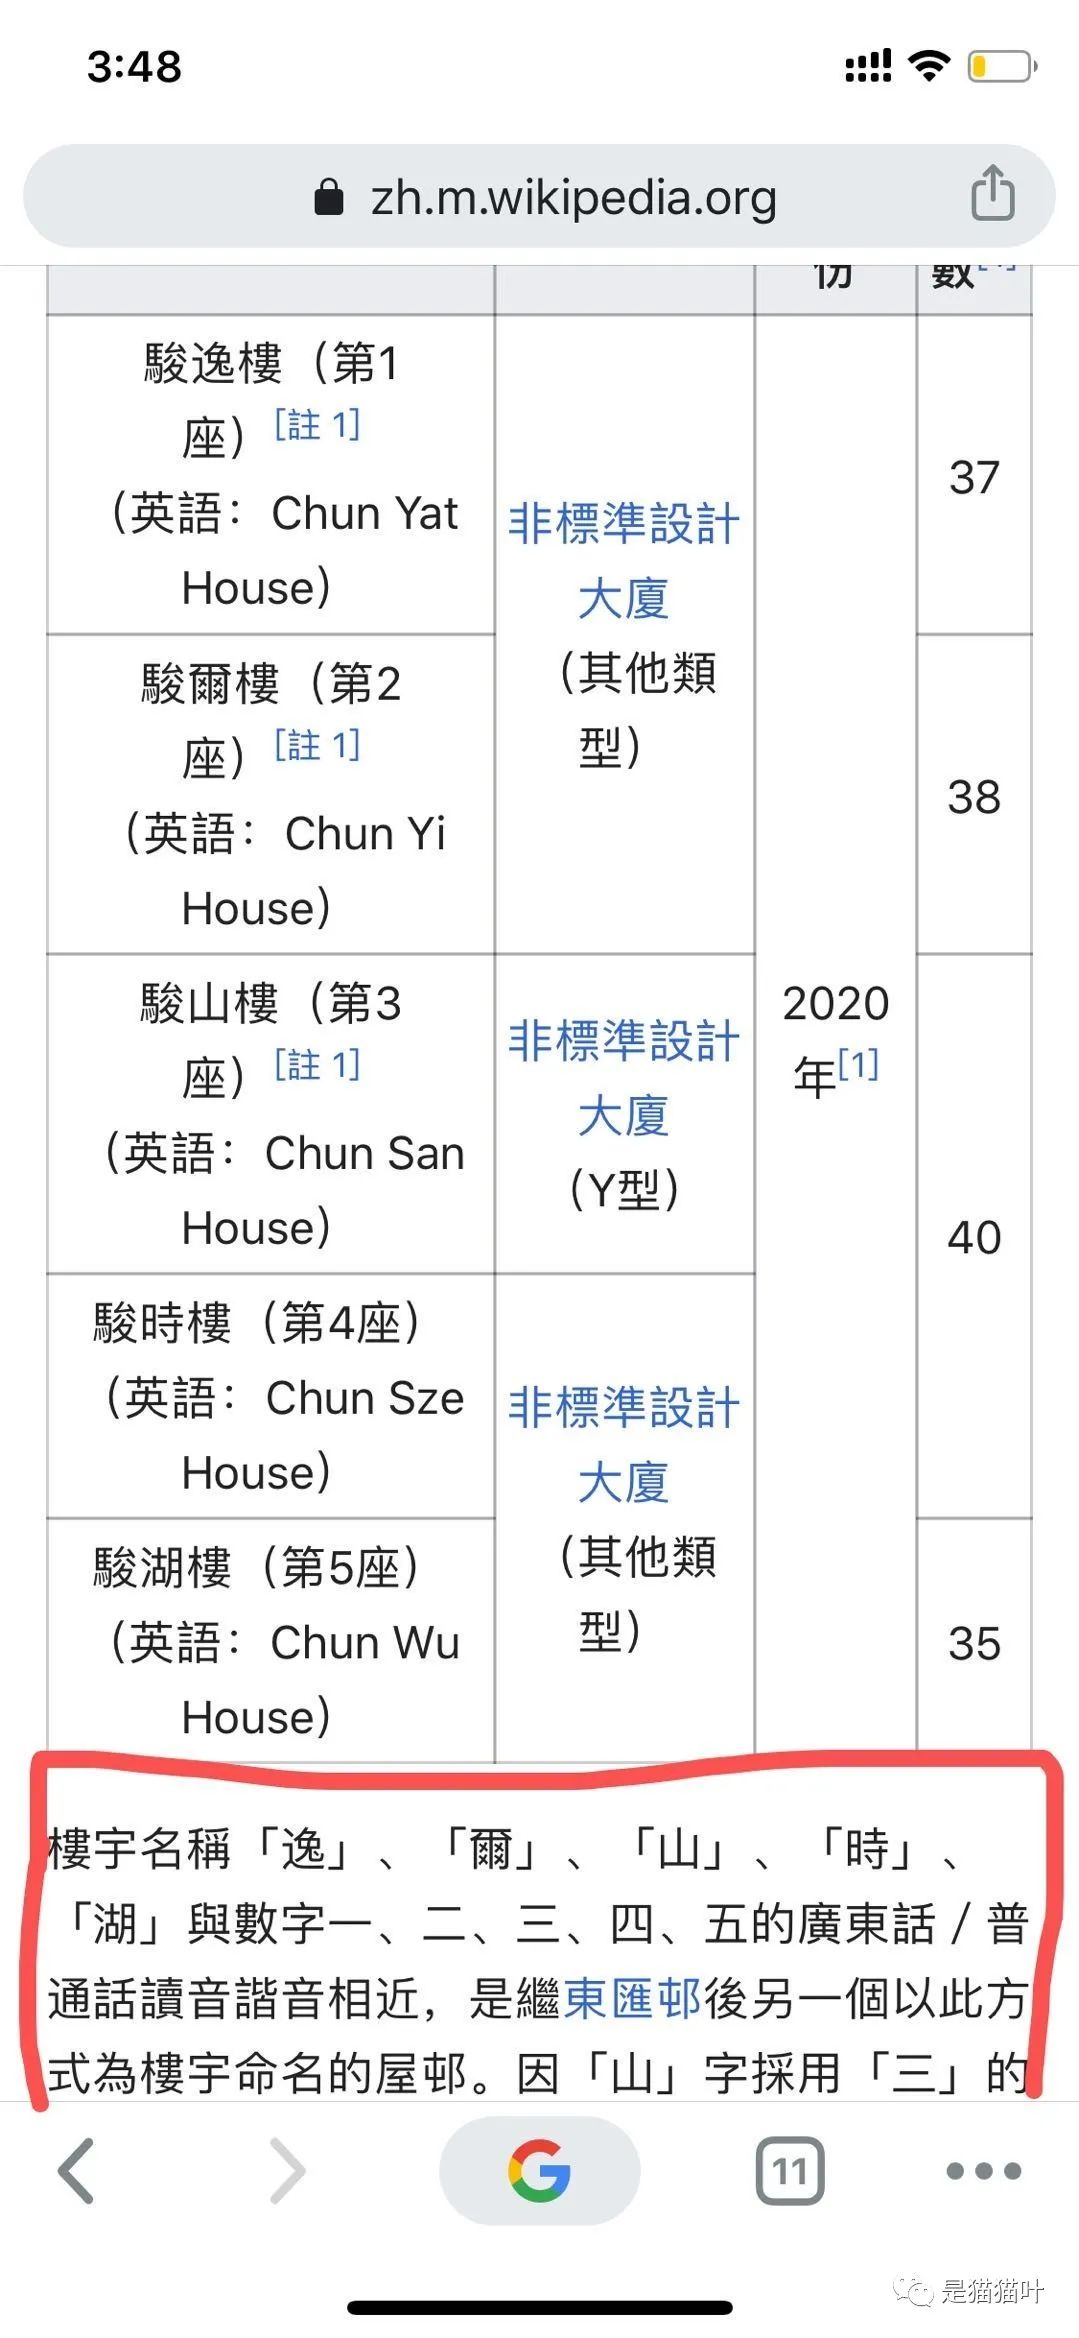 3:48
zh.m.wikipedia.org
份
數
駿逸樓（第1
座）[註 1]
（英語：Chun Yat
House）
非標準設計
大廈
（其他類
型）
37
駿爾樓（第2
座）[註 1]
（英語：Chun Yi
House）
38
駿山樓（第3
座）[註 1]
（英語：Chun San
House）
非標準設計
大廈
（Y型）
2020
年[1]
40
駿時樓（第4座）
（英語：Chun Sze
House）
非標準設計
大廈
（其他類
型）
駿湖樓（第5座）
（英語：Chun Wu
House）
35
樓宇名稱「逸」、「爾」、「山」、「時」、
「湖」與數字一、二、三、四、五的廣東話／普
通話讀音諧音相近，是繼東匯邨後另一個以此方
式為樓宇命名的屋邨。因「山」字採用「三」的
11
是猫猫叶